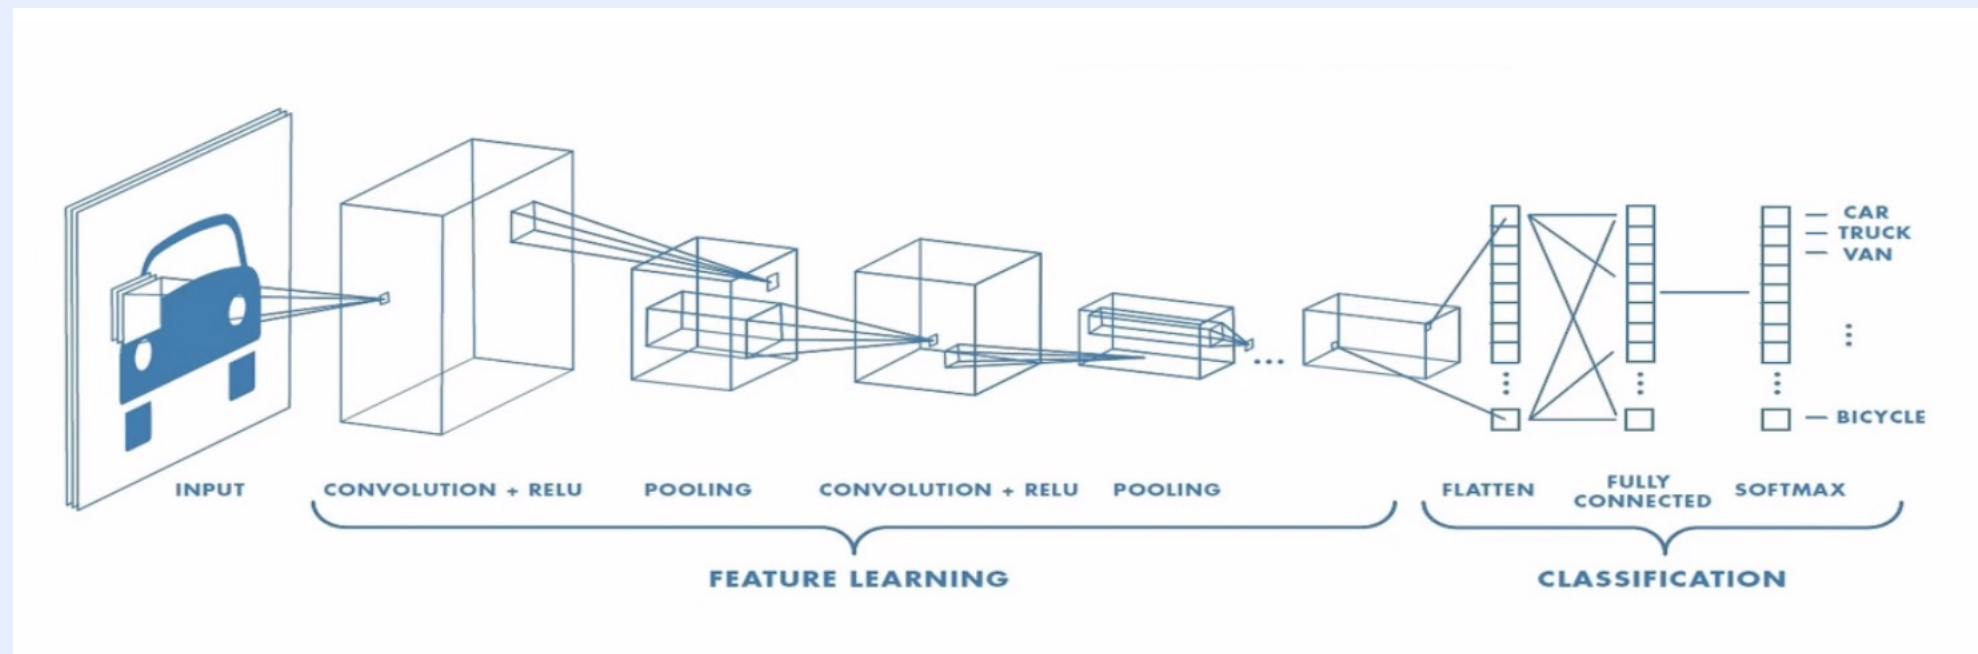 CAR
TRUCK
VAN
BICYCLE
INPUT
CONVOLUTION + RELU
POOLING
CONVOLUTION + RELU
POOLING
FLATTEN
FULLY
CONNECTED
SOFTMAX
FEATURE LEARNING
CLASSIFICATION